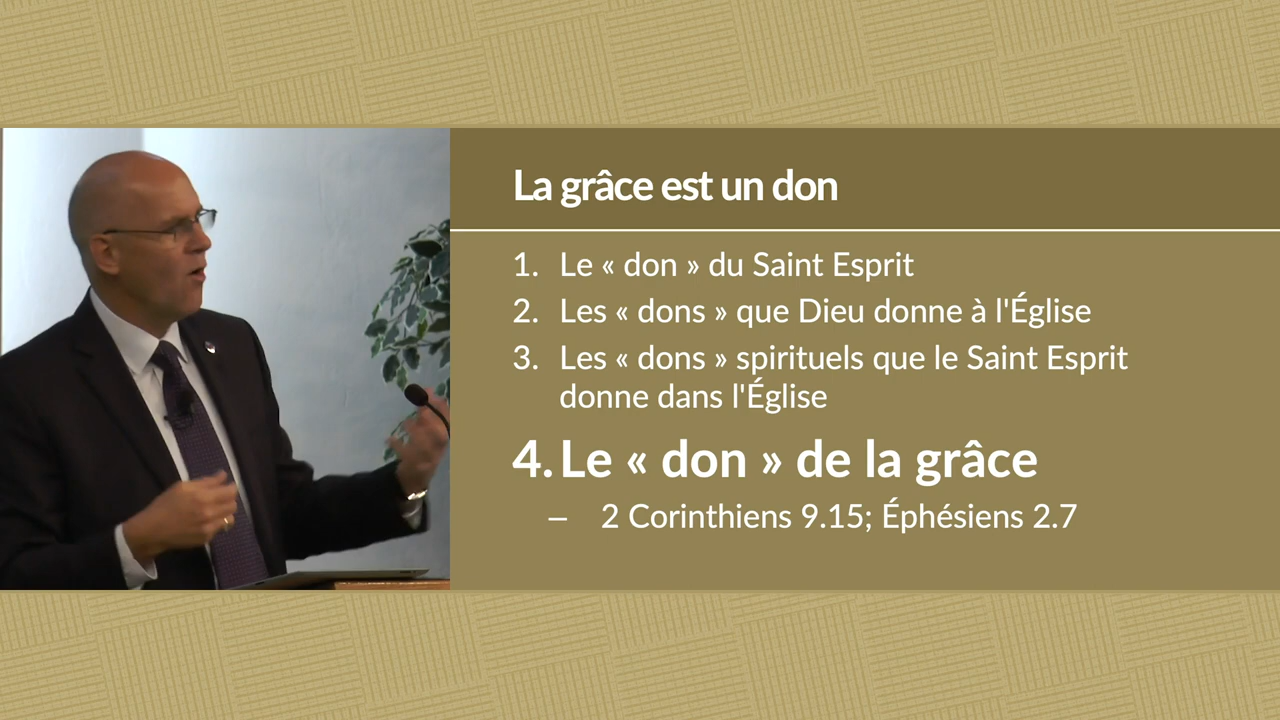 La grâce est un don
1. Le « don » du Saint Esprit
2. Les « dons » que Dieu donne à l'Église
3. Les « dons » spirituels que le Saint Esprit
donne dans l'Église
4. Le « don » de la grâce
– 2 Corinthiens 9.15; Éphésiens 2.7